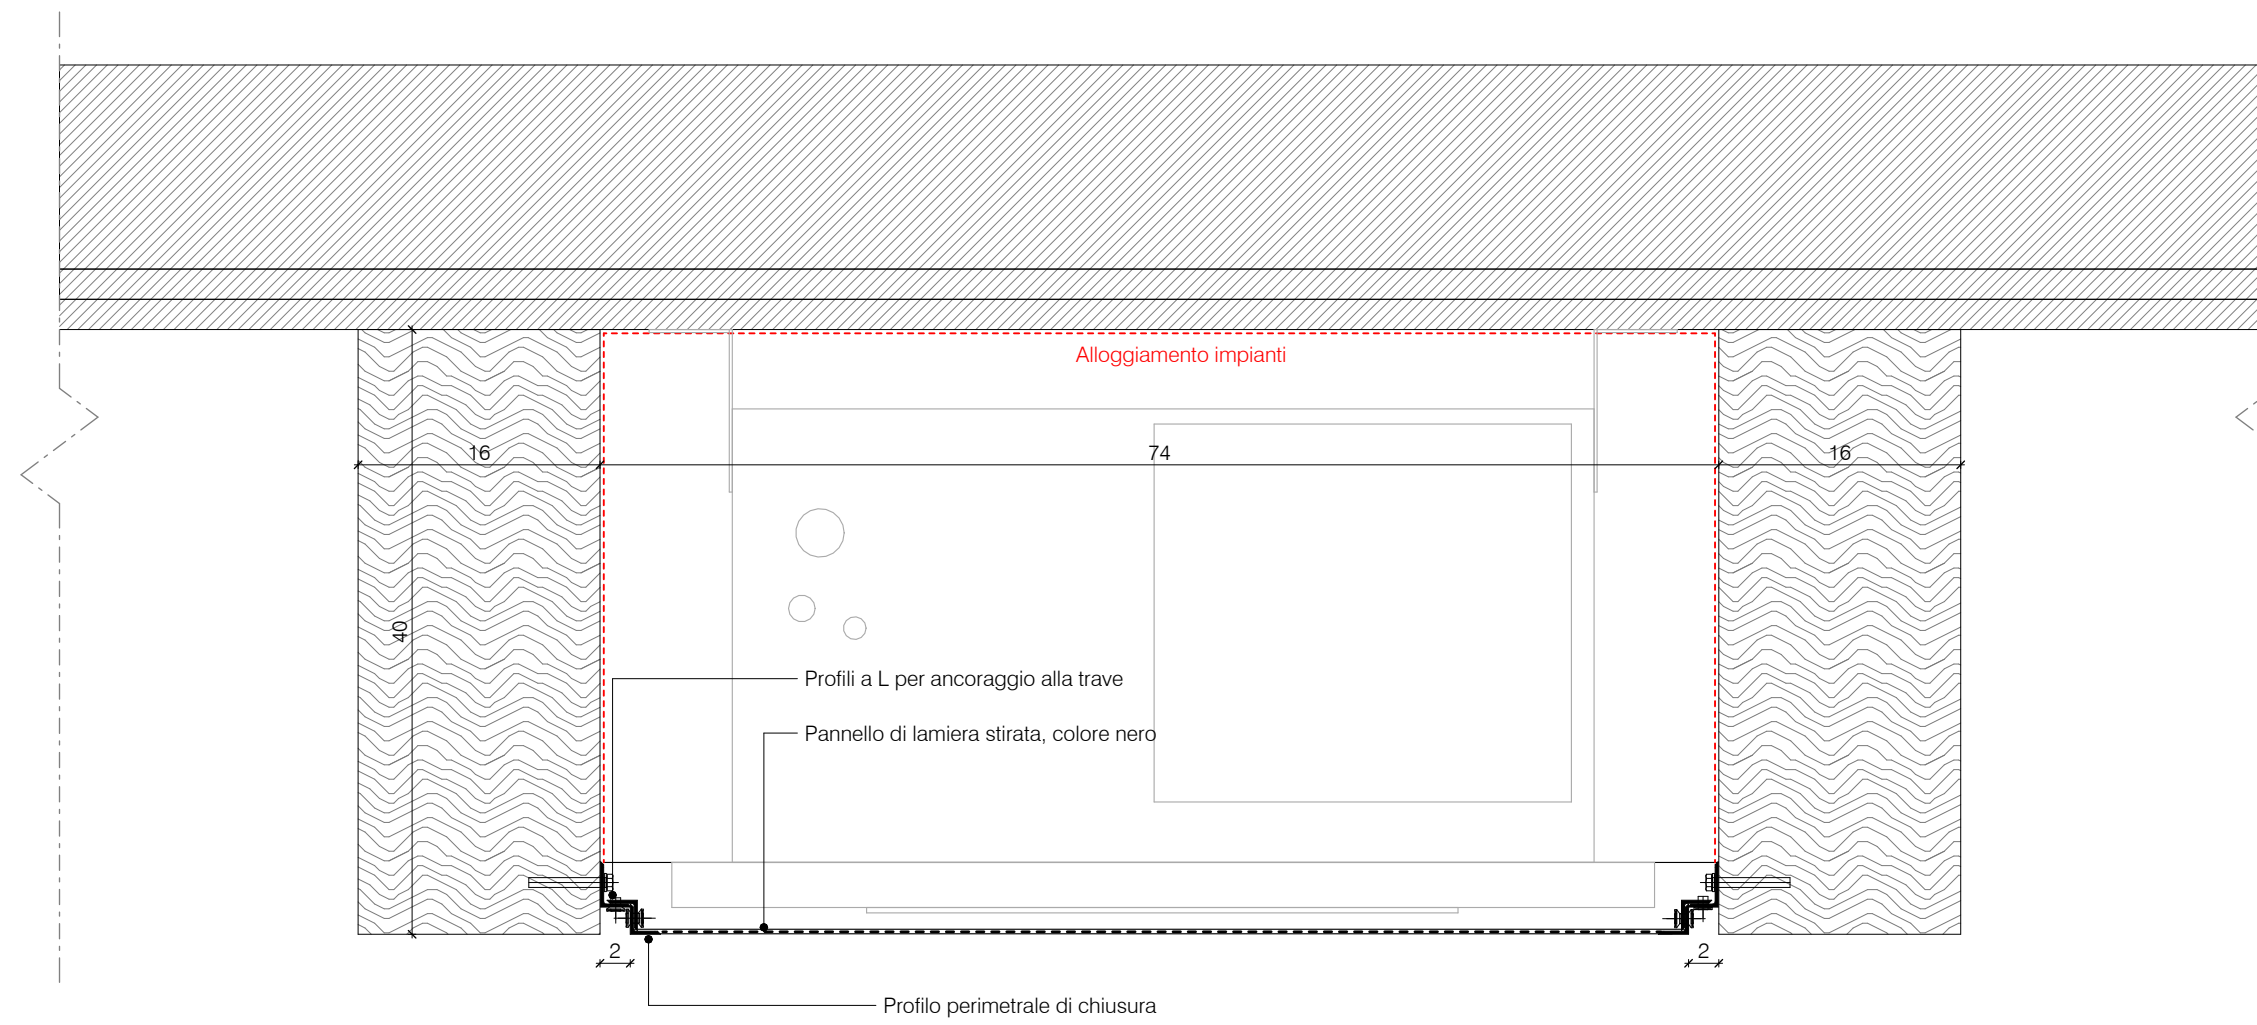 Alloggiamento impianti
16
74
16
40
Profili a L per ancoraggio alla trave
Pannello di lamiera stirata, colore nero
2
2
Profilo perimetrale di chiusura